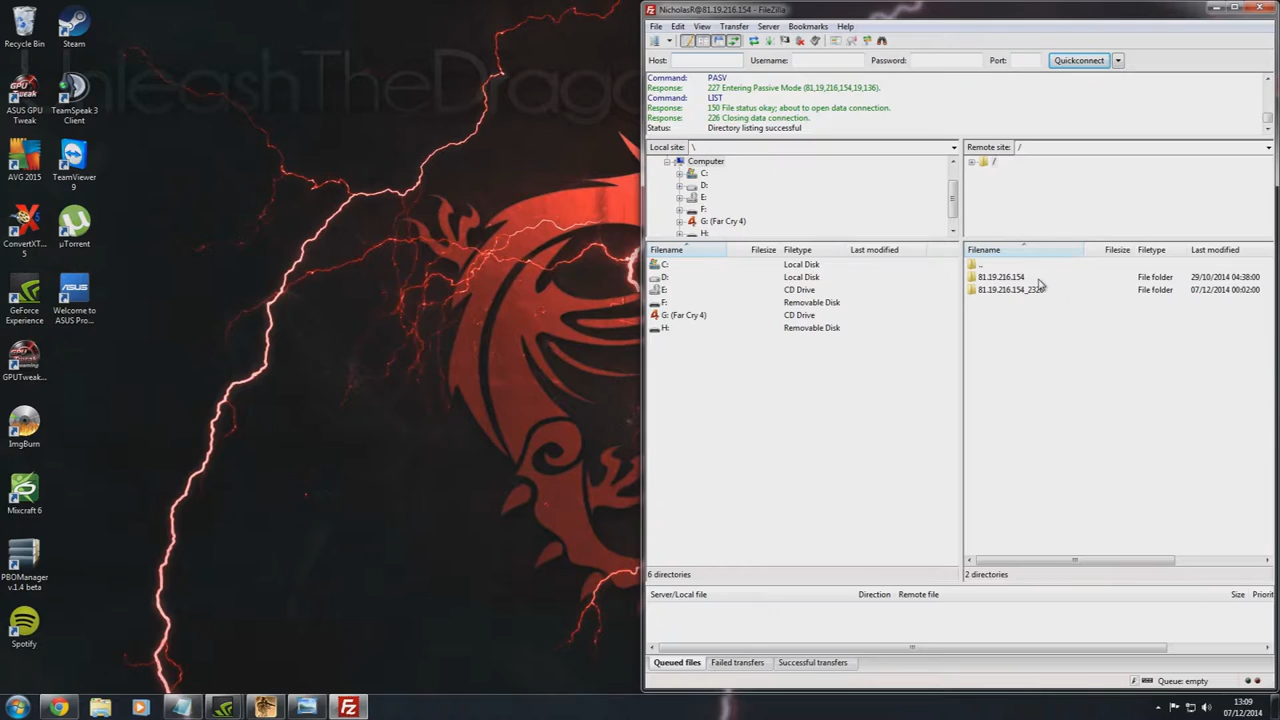 NicholasR@81.19.216.154 - FileZilla
File Edit View Transfer Server Bookmarks Help
Host: Username: Password: Port: Quickconnect
Command: PASV
Response: 227 Entering Passive Mode (81,19,216,154,19,136).
Command: LIST
Response: 150 File status okay; about to open data connection.
Response: 226 Closing data connection.
Status: Directory listing successful
Local site: \
Remote site: /
Computer
C:
D:
E:
F:
G: (Far Cry 4)
H:
/
Filename Filesize Filetype Last modified
C: Local Disk
D: Local Disk
E: CD Drive
F: Removable Disk
G: (Far Cry 4) CD Drive
H: Removable Disk
6 directories
Filename Filesize Filetype Last modified
..
81.19.216.154 File folder 29/10/2014 04:38:00
File folder 07/12/2014 00:02:00
2 directories
Server/Local file Direction Remote file Size Priorit
Queued files Failed transfers Successful transfers
Queue: empty
Recycle Bin
Steam
ASUS GPU Tweak
TeamSpeak 3 Client
AVG 2015
TeamViewer 9
ConvertXT... 5
µTorrent
GeForce Experience
Welcome to ASUS Pro...
GPUTweak...
ImgBurn
Mixcraft 6
PBOManager v.1.4 beta
Spotify
13:09
07/12/2014